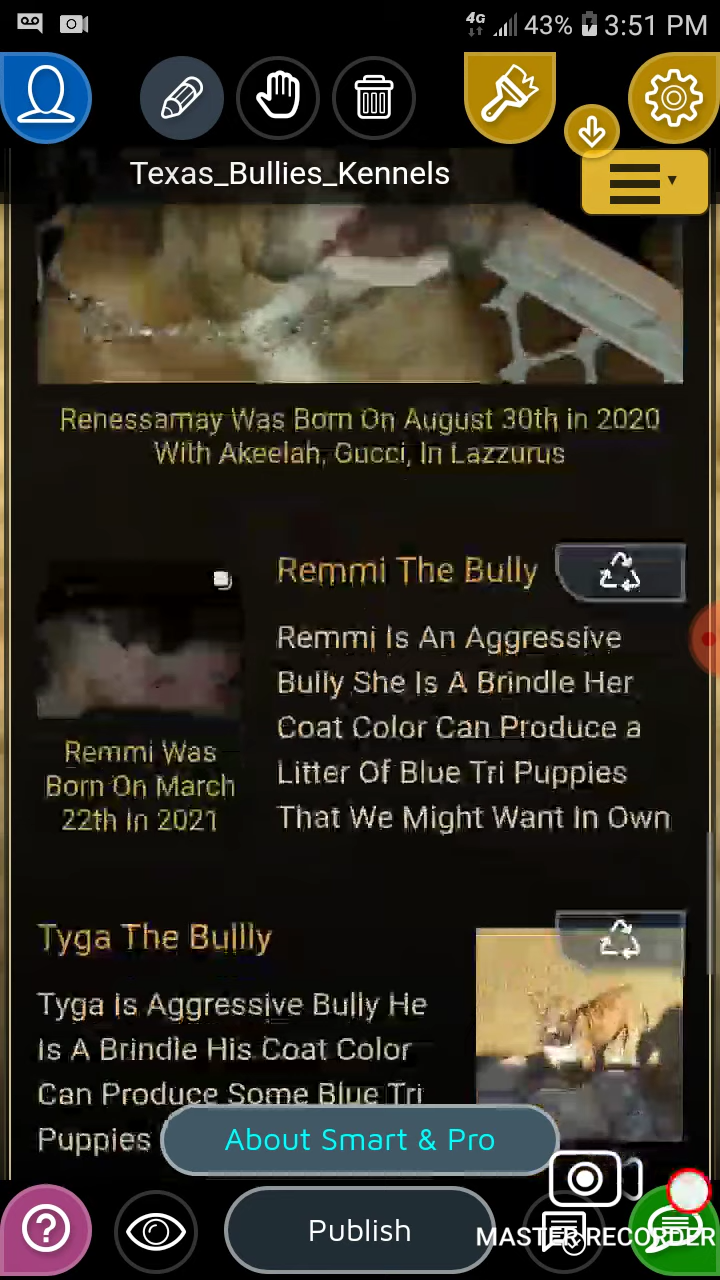 4G 43% 3:51 PM
Texas_Bullies_Kennels
Renessamay Was Born On August 30th in 2020
With Akeelah, Gucci, In Lazzurus
Remmi The Bully
Remmi Is An Aggressive
Bully She Is A Brindle Her
Coat Color Can Produce a
Litter Of Blue Tri Puppies
That We Might Want In Own
Remmi Was
Born On March
22th In 2021
Tyga The Bullly
Tyga Is Aggressive Bully He
Is A Brindle His Coat Color
Can Produce Some Blue Tri
Puppies
About Smart & Pro
Publish
MASTER RECORDER